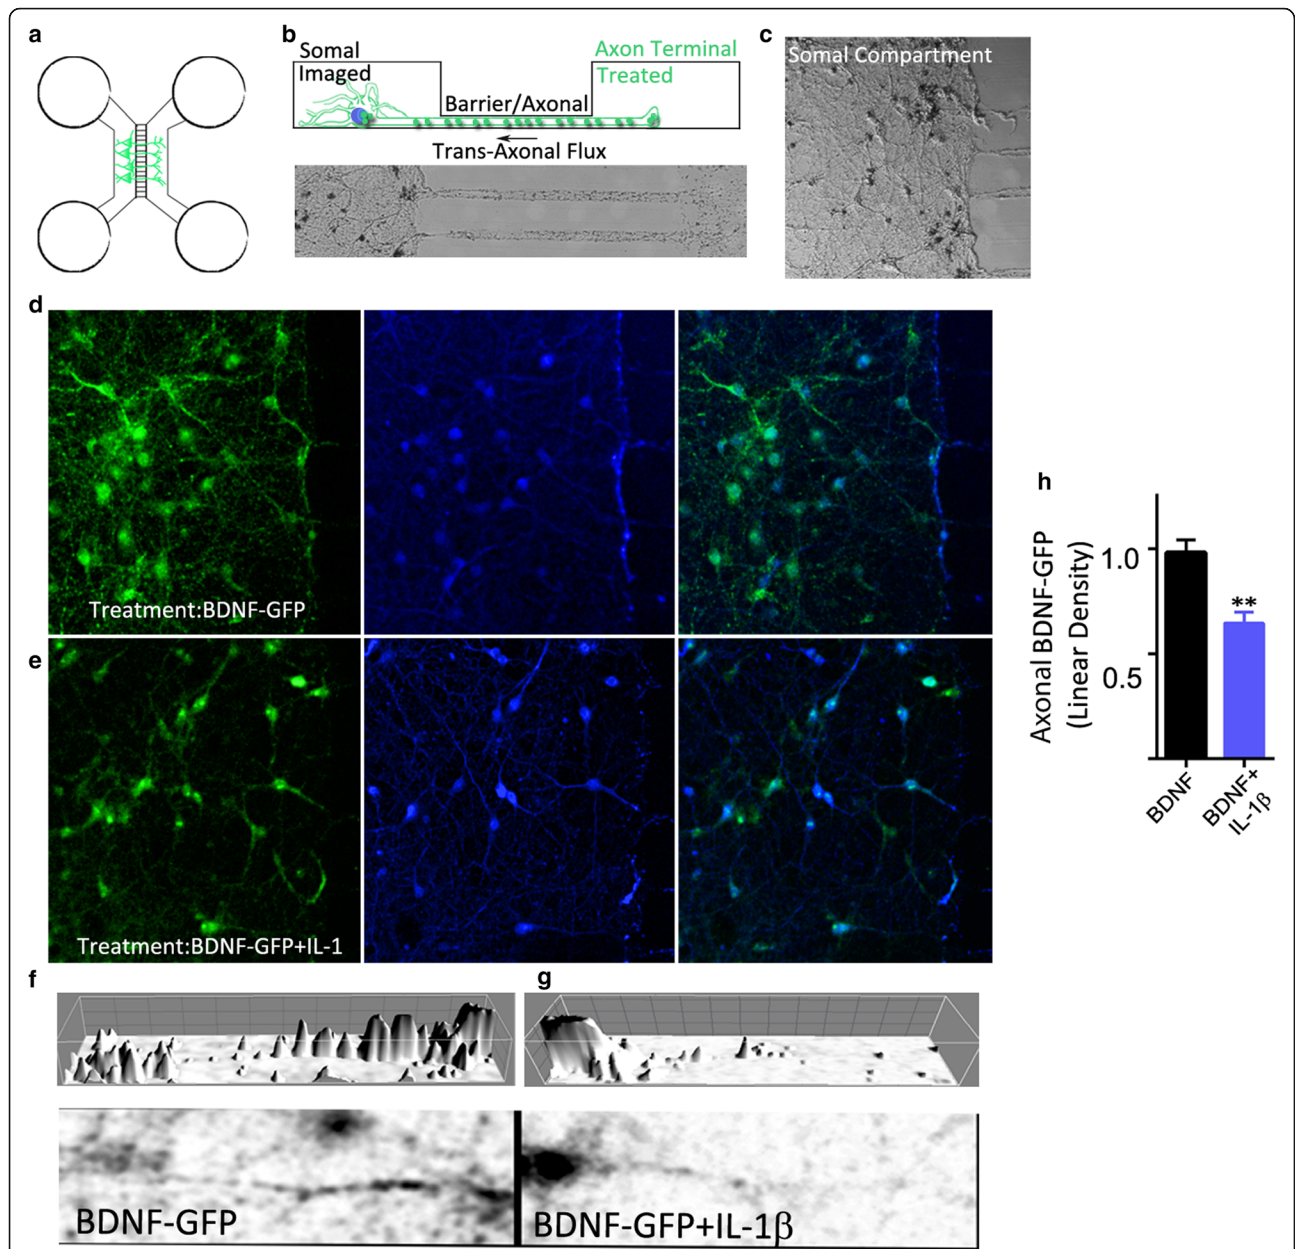 a
b
Somal
Imaged
Axon Terminal
Treated
Barrier/Axonal
Trans-Axonal Flux
c
Somal Compartment
d
Treatment:BDNF-GFP
e
Treatment:BDNF-GFP+IL-1
f
g
BDNF-GFP
BDNF-GFP+IL-1β
h
Axonal BDNF-GFP
(Linear Density)
1.0
0.5
**
BDNF
BDNF+
IL-1β